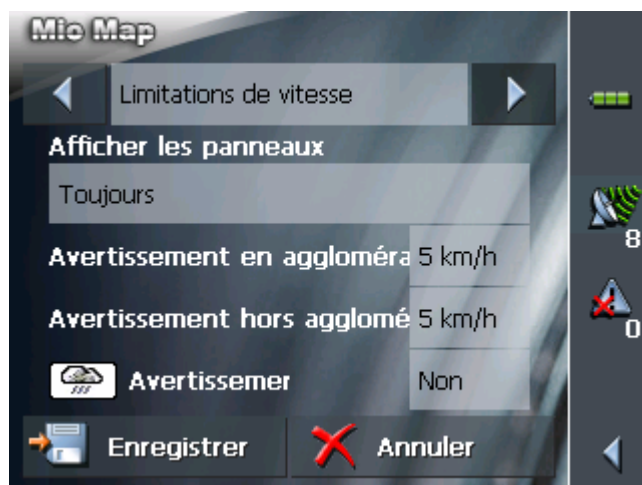 Mio Map
Limitations de vitesse
Afficher les panneaux
Toujours
Avertissement en aggloméra 5 km/h
8
Avertissement hors agglomé 5 km/h
0
Avertissemer Non
Enregistrer Annuler